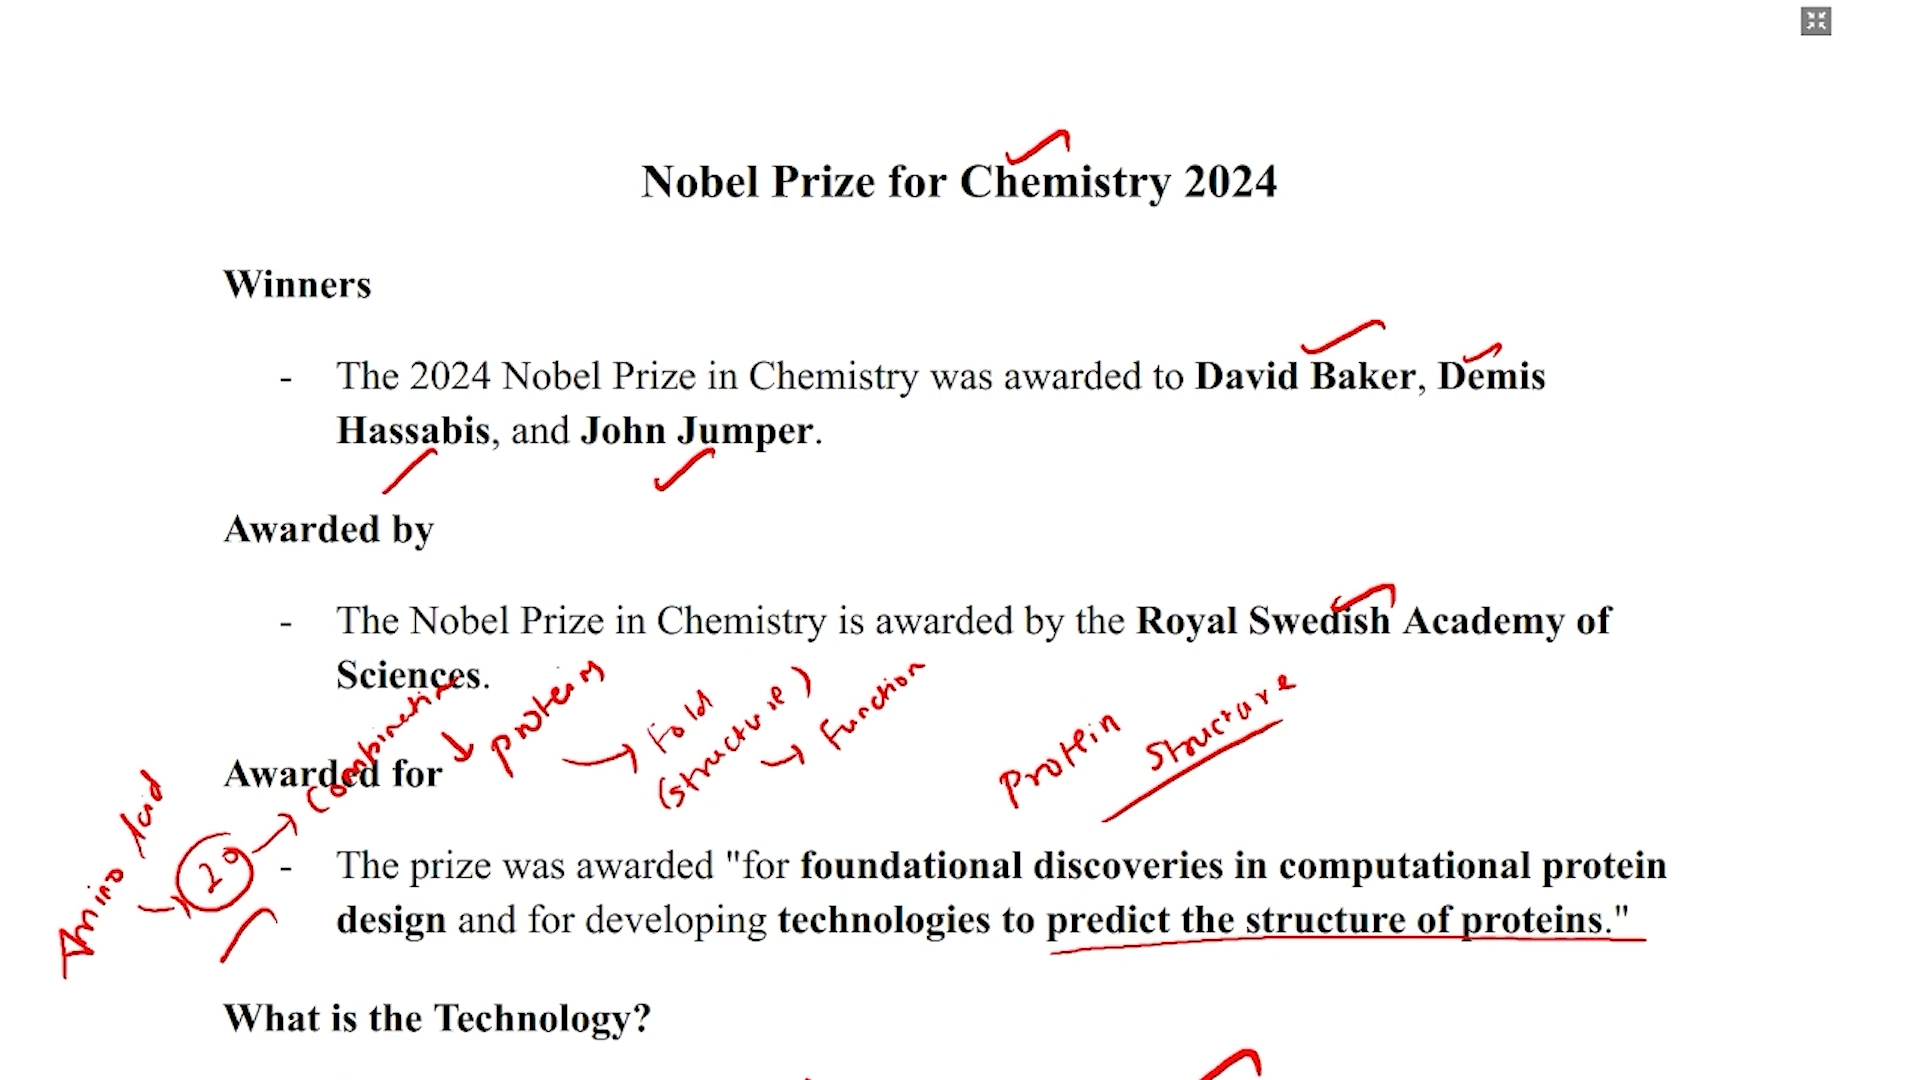 Nobel Prize for Chemistry 2024
Winners
- The 2024 Nobel Prize in Chemistry was awarded to David Baker, Demis
Hassabis, and John Jumper.
Awarded by
- The Nobel Prize in Chemistry is awarded by the Royal Swedish Academy of
Sciences.
Amino Acid
20
Combination
proteins
Fold
(structure)
Function
Protein Structure
Awarded for
- The prize was awarded "for foundational discoveries in computational protein
design and for developing technologies to predict the structure of proteins."
What is the Technology?